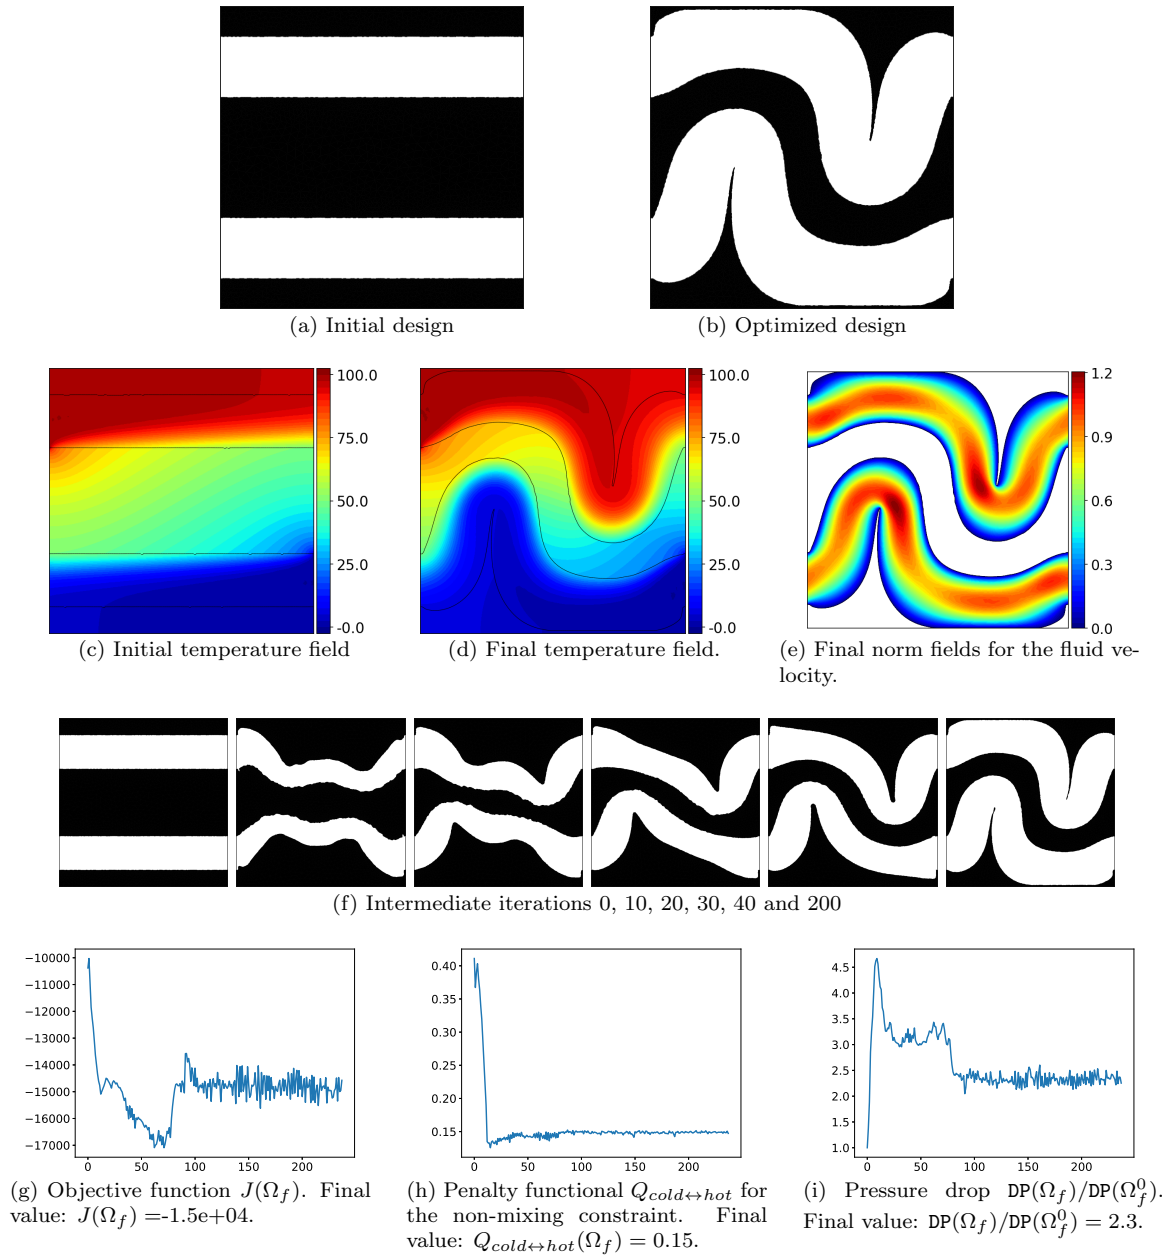 (a) Initial design
(b) Optimized design
100.0
75.0
50.0
25.0
-0.0
100.0
75.0
50.0
25.0
-0.0
1.2
0.9
0.6
0.3
0.0
(c) Initial temperature field
(d) Final temperature field.
(e) Final norm fields for the fluid ve-
locity.
(f) Intermediate iterations 0, 10, 20, 30, 40 and 200
−10000
−11000
−12000
−13000
−14000
−15000
−16000
−17000
0 50 100 150 200
0.40
0.35
0.30
0.25
0.20
0.15
0 50 100 150 200
4.5
4.0
3.5
3.0
2.5
2.0
1.5
1.0
0 50 100 150 200
(g) Objective function J(Ω_f). Final
value: J(Ω_f) =-1.5e+04.
(h) Penalty functional Q_{cold↔hot} for
the non-mixing constraint. Final
value: Q_{cold↔hot}(Ω_f) = 0.15.
(i) Pressure drop DP(Ω_f)/DP(Ω_f^0).
Final value: DP(Ω_f)/DP(Ω_f^0) = 2.3.